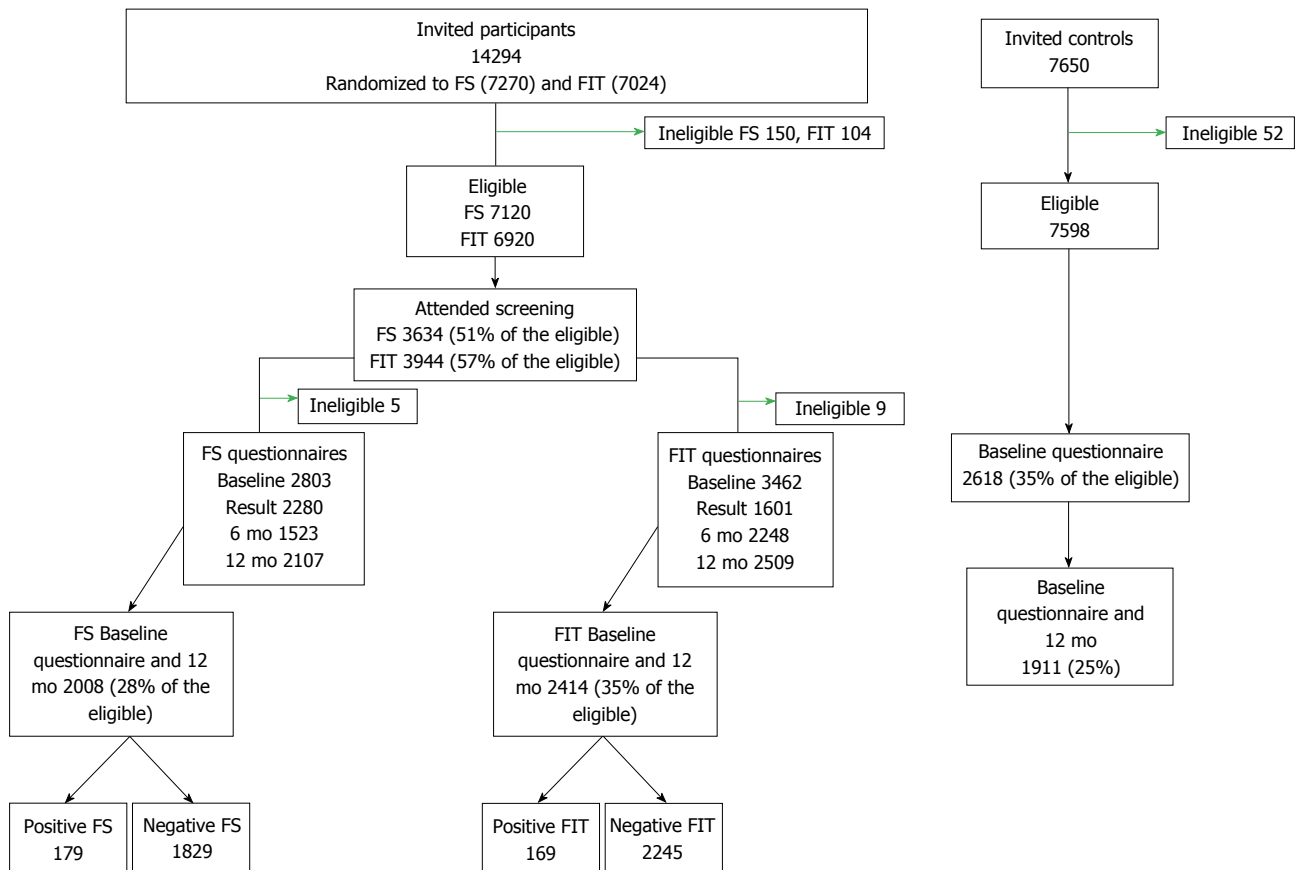 Invited participants
14294
Randomized to FS (7270) and FIT (7024)
Ineligible FS 150, FIT 104
Eligible
FS 7120
FIT 6920
Attended screening
FS 3634 (51% of the eligible)
FIT 3944 (57% of the eligible)
Ineligible 5
Ineligible 9
FS questionnaires
Baseline 2803
Result 2280
6 mo 1523
12 mo 2107
FIT questionnaires
Baseline 3462
Result 1601
6 mo 2248
12 mo 2509
FS Baseline
questionnaire and 12
mo 2008 (28% of the
eligible)
FIT Baseline
questionnaire and 12
mo 2414 (35% of the
eligible)
Positive FS
179
Negative FS
1829
Positive FIT
169
Negative FIT
2245
Invited controls
7650
Ineligible 52
Eligible
7598
Baseline questionnaire
2618 (35% of the eligible)
Baseline
questionnaire and
12 mo
1911 (25%)